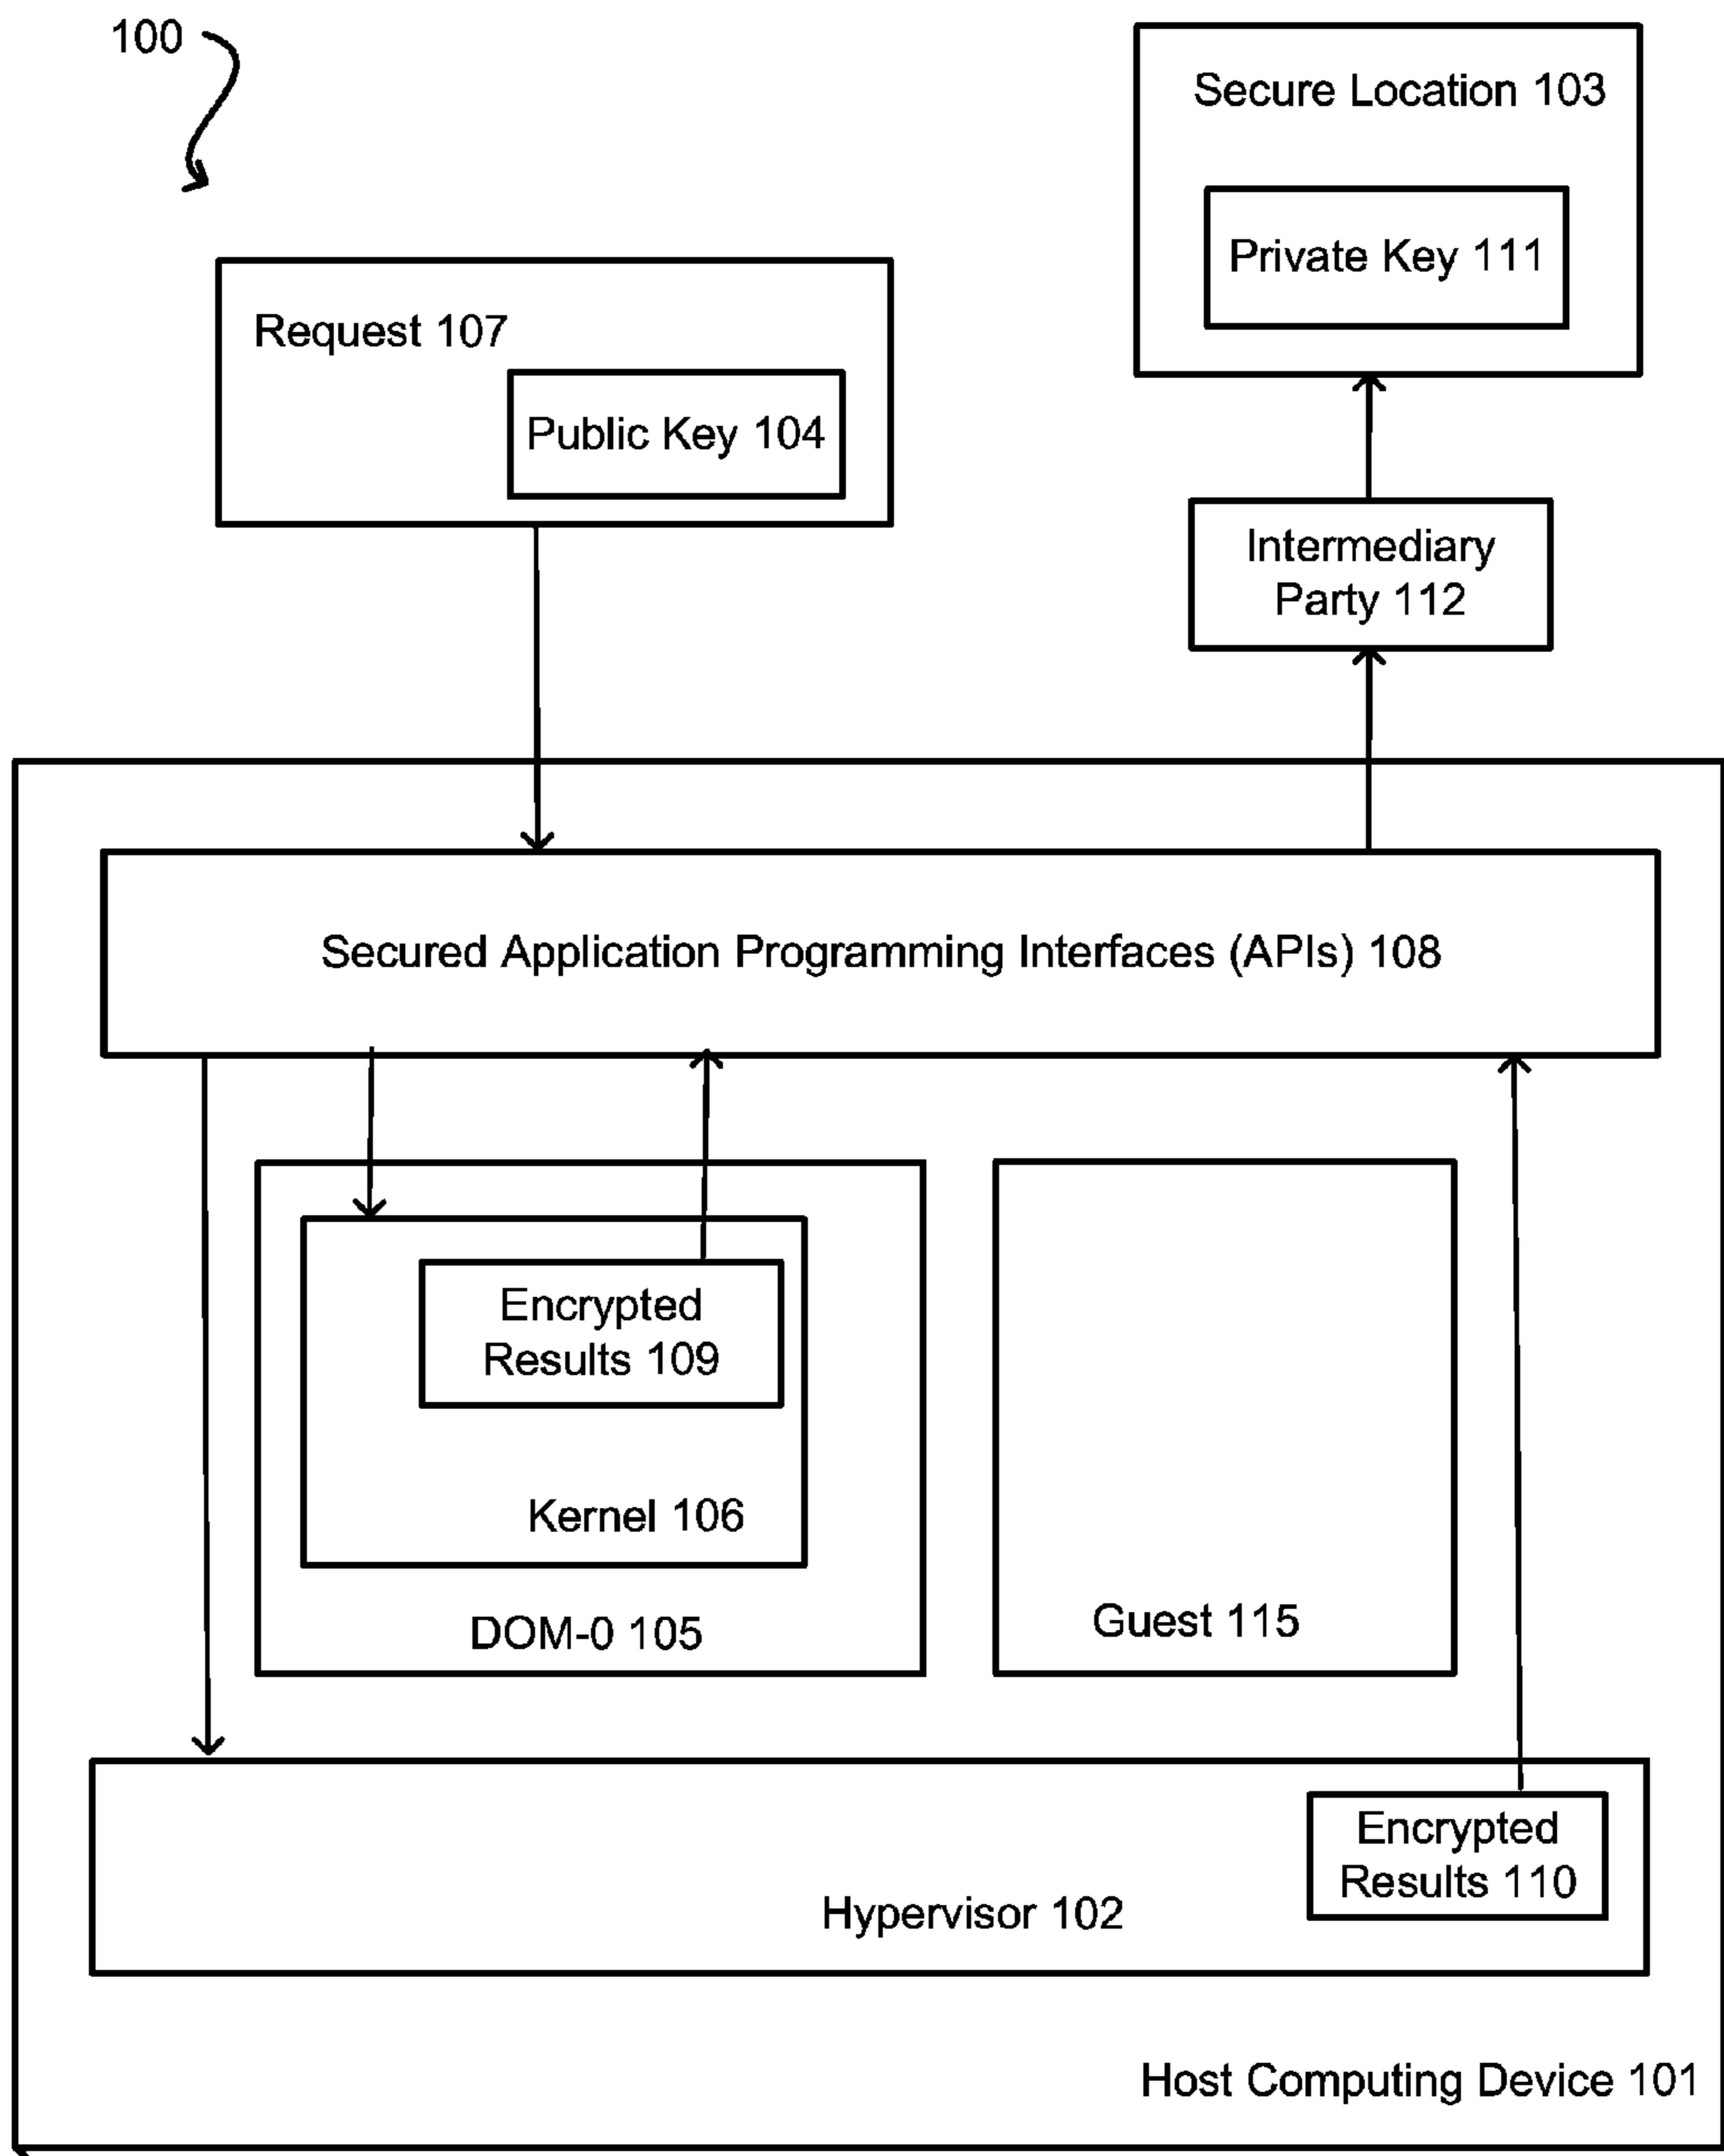 100
Secure Location 103
Private Key 111
Request 107
Public Key 104
Intermediary
Party 112
Secured Application Programming Interfaces (APIs) 108
Encrypted
Results 109
Kernel 106
DOM-0 105
Guest 115
Encrypted
Results 110
Hypervisor 102
Host Computing Device 101